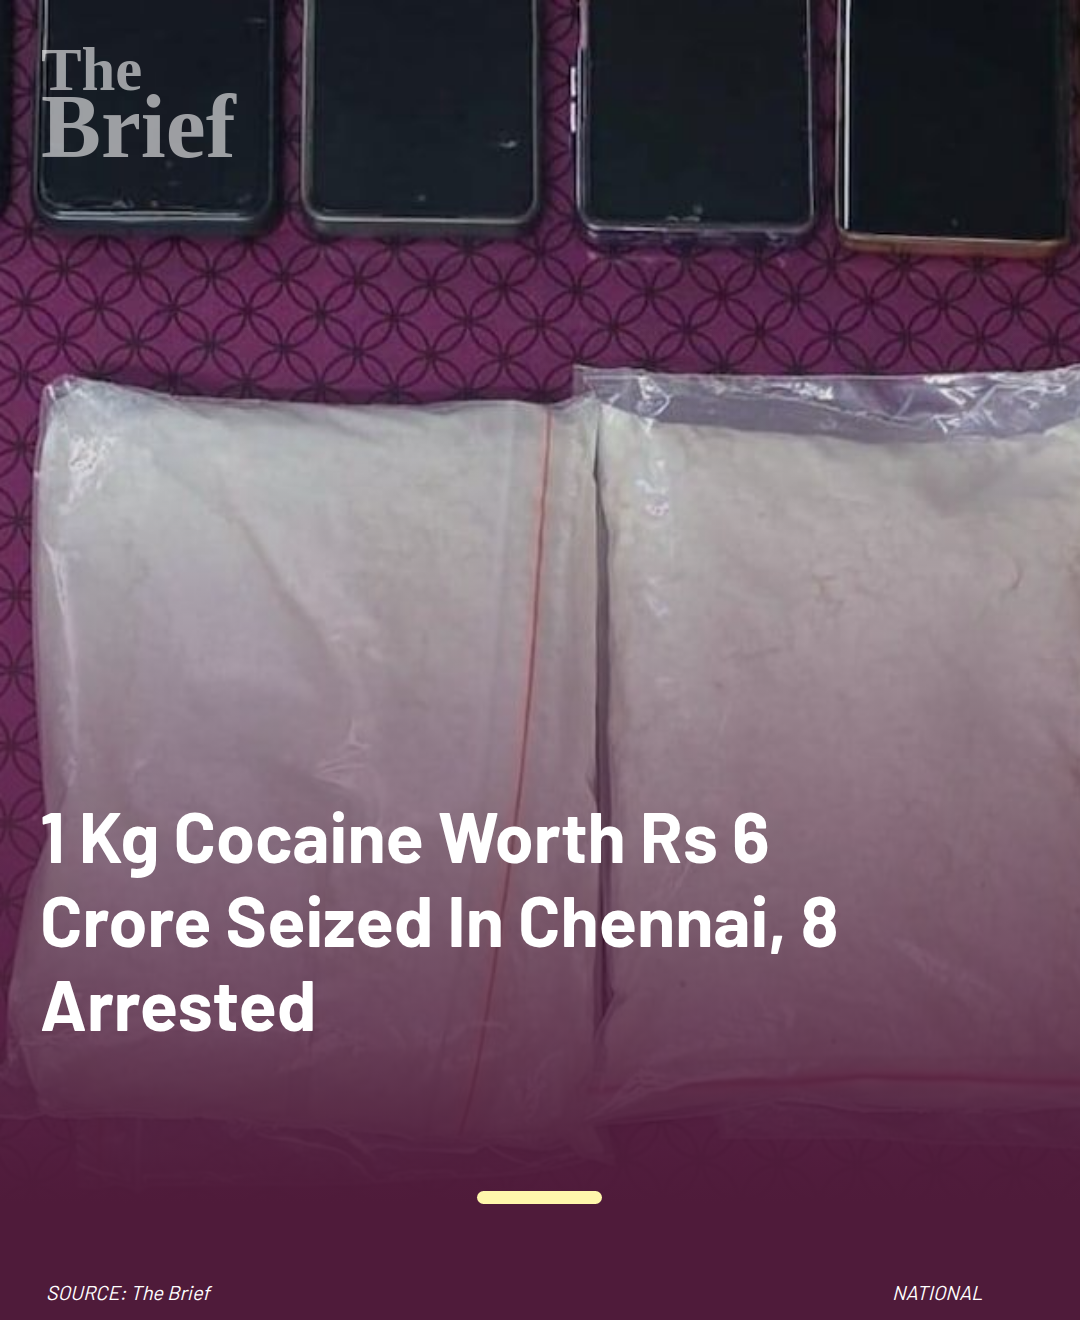 The
Brief
1 Kg Cocaine Worth Rs 6
Crore Seized In Chennai, 8
Arrested
SOURCE: The Brief
NATIONAL